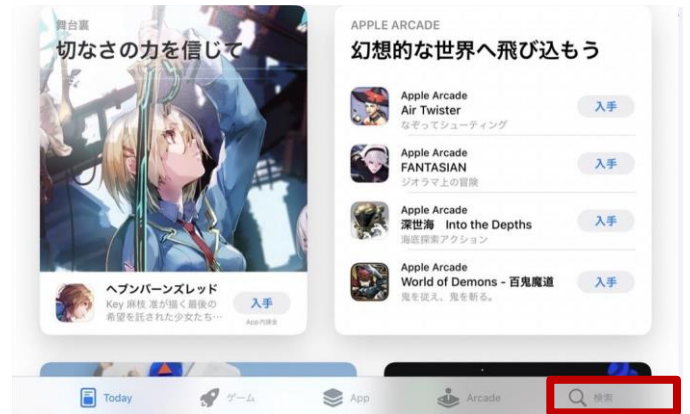 舞台裏
切なさの力を信じて
ヘブンバーンズレッド
Key 麻枝 准が描く最後の
希望を託された少女たち…
入手
App内課金
APPLE ARCADE
幻想的な世界へ飛び込もう
Apple Arcade
Air Twister
なぞってシューティング
入手
Apple Arcade
FANTASIAN
ジオラマ上の冒険
入手
Apple Arcade
深世海 Into the Depths
海底探索アクション
入手
Apple Arcade
World of Demons - 百鬼魔道
鬼を従え、鬼を斬る。
入手
Today
ゲーム
App
Arcade
検索